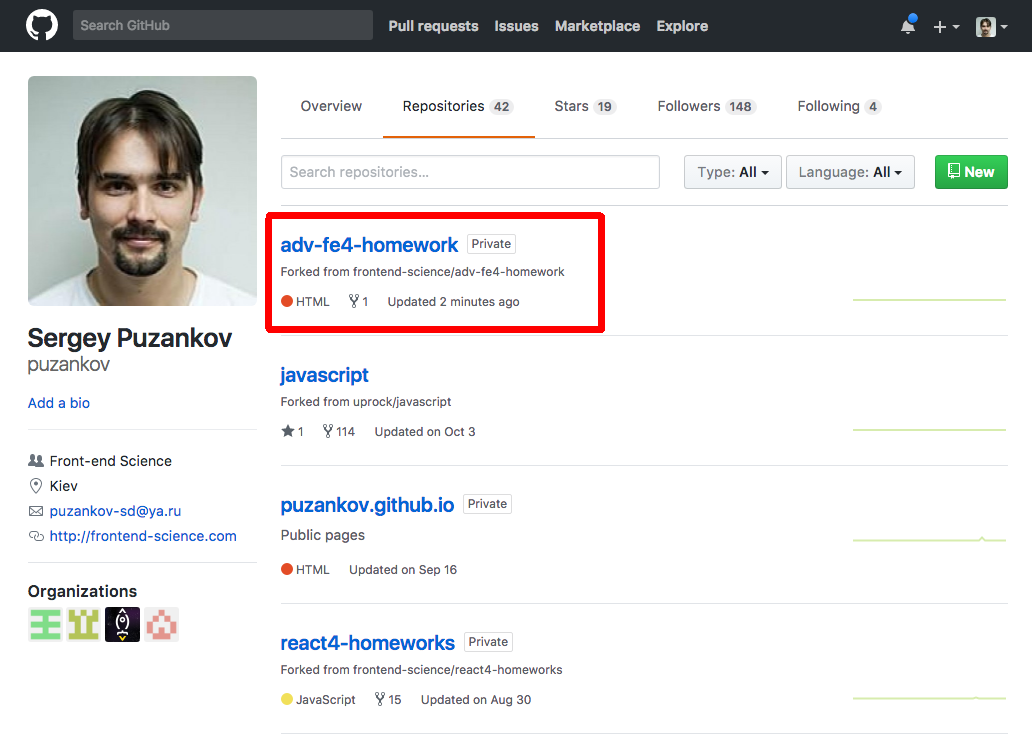 Search GitHub Pull requests Issues Marketplace Explore
Overview Repositories 42 Stars 19 Followers 148 Following 4
Search repositories... Type: All Language: All New
adv-fe4-homework Private
Forked from frontend-science/adv-fe4-homework
HTML 1 Updated 2 minutes ago
Sergey Puzankov
puzankov
Add a bio
Front-end Science
Kiev
puzankov-sd@ya.ru
http://frontend-science.com
Organizations
javascript
Forked from uprock/javascript
1 114 Updated on Oct 3
puzankov.github.io Private
Public pages
HTML Updated on Sep 16
react4-homeworks Private
Forked from frontend-science/react4-homeworks
JavaScript 15 Updated on Aug 30